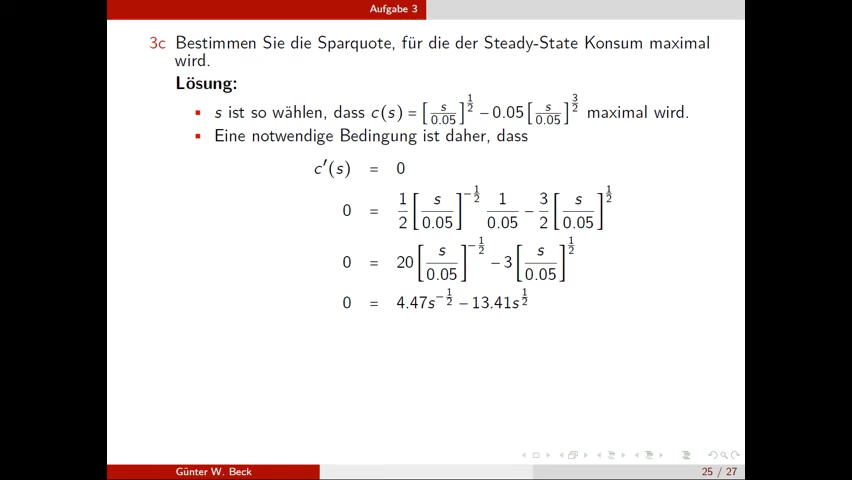 Aufgabe 3
3c Bestimmen Sie die Sparquote, für die der Steady-State Konsum maximal
wird.
Lösung:
s ist so wählen, dass c(s) = [s/0.05]^(1/2) − 0.05[s/0.05]^(3/2) maximal wird.
Eine notwendige Bedingung ist daher, dass
c′(s) = 0
0 = 1/2 [s/0.05]^(−1/2) 1/0.05 − 3/2 [s/0.05]^(1/2)
0 = 20[s/0.05]^(−1/2) − 3[s/0.05]^(1/2)
0 = 4.47s^(−1/2) − 13.41s^(1/2)
Günter W. Beck
25 / 27